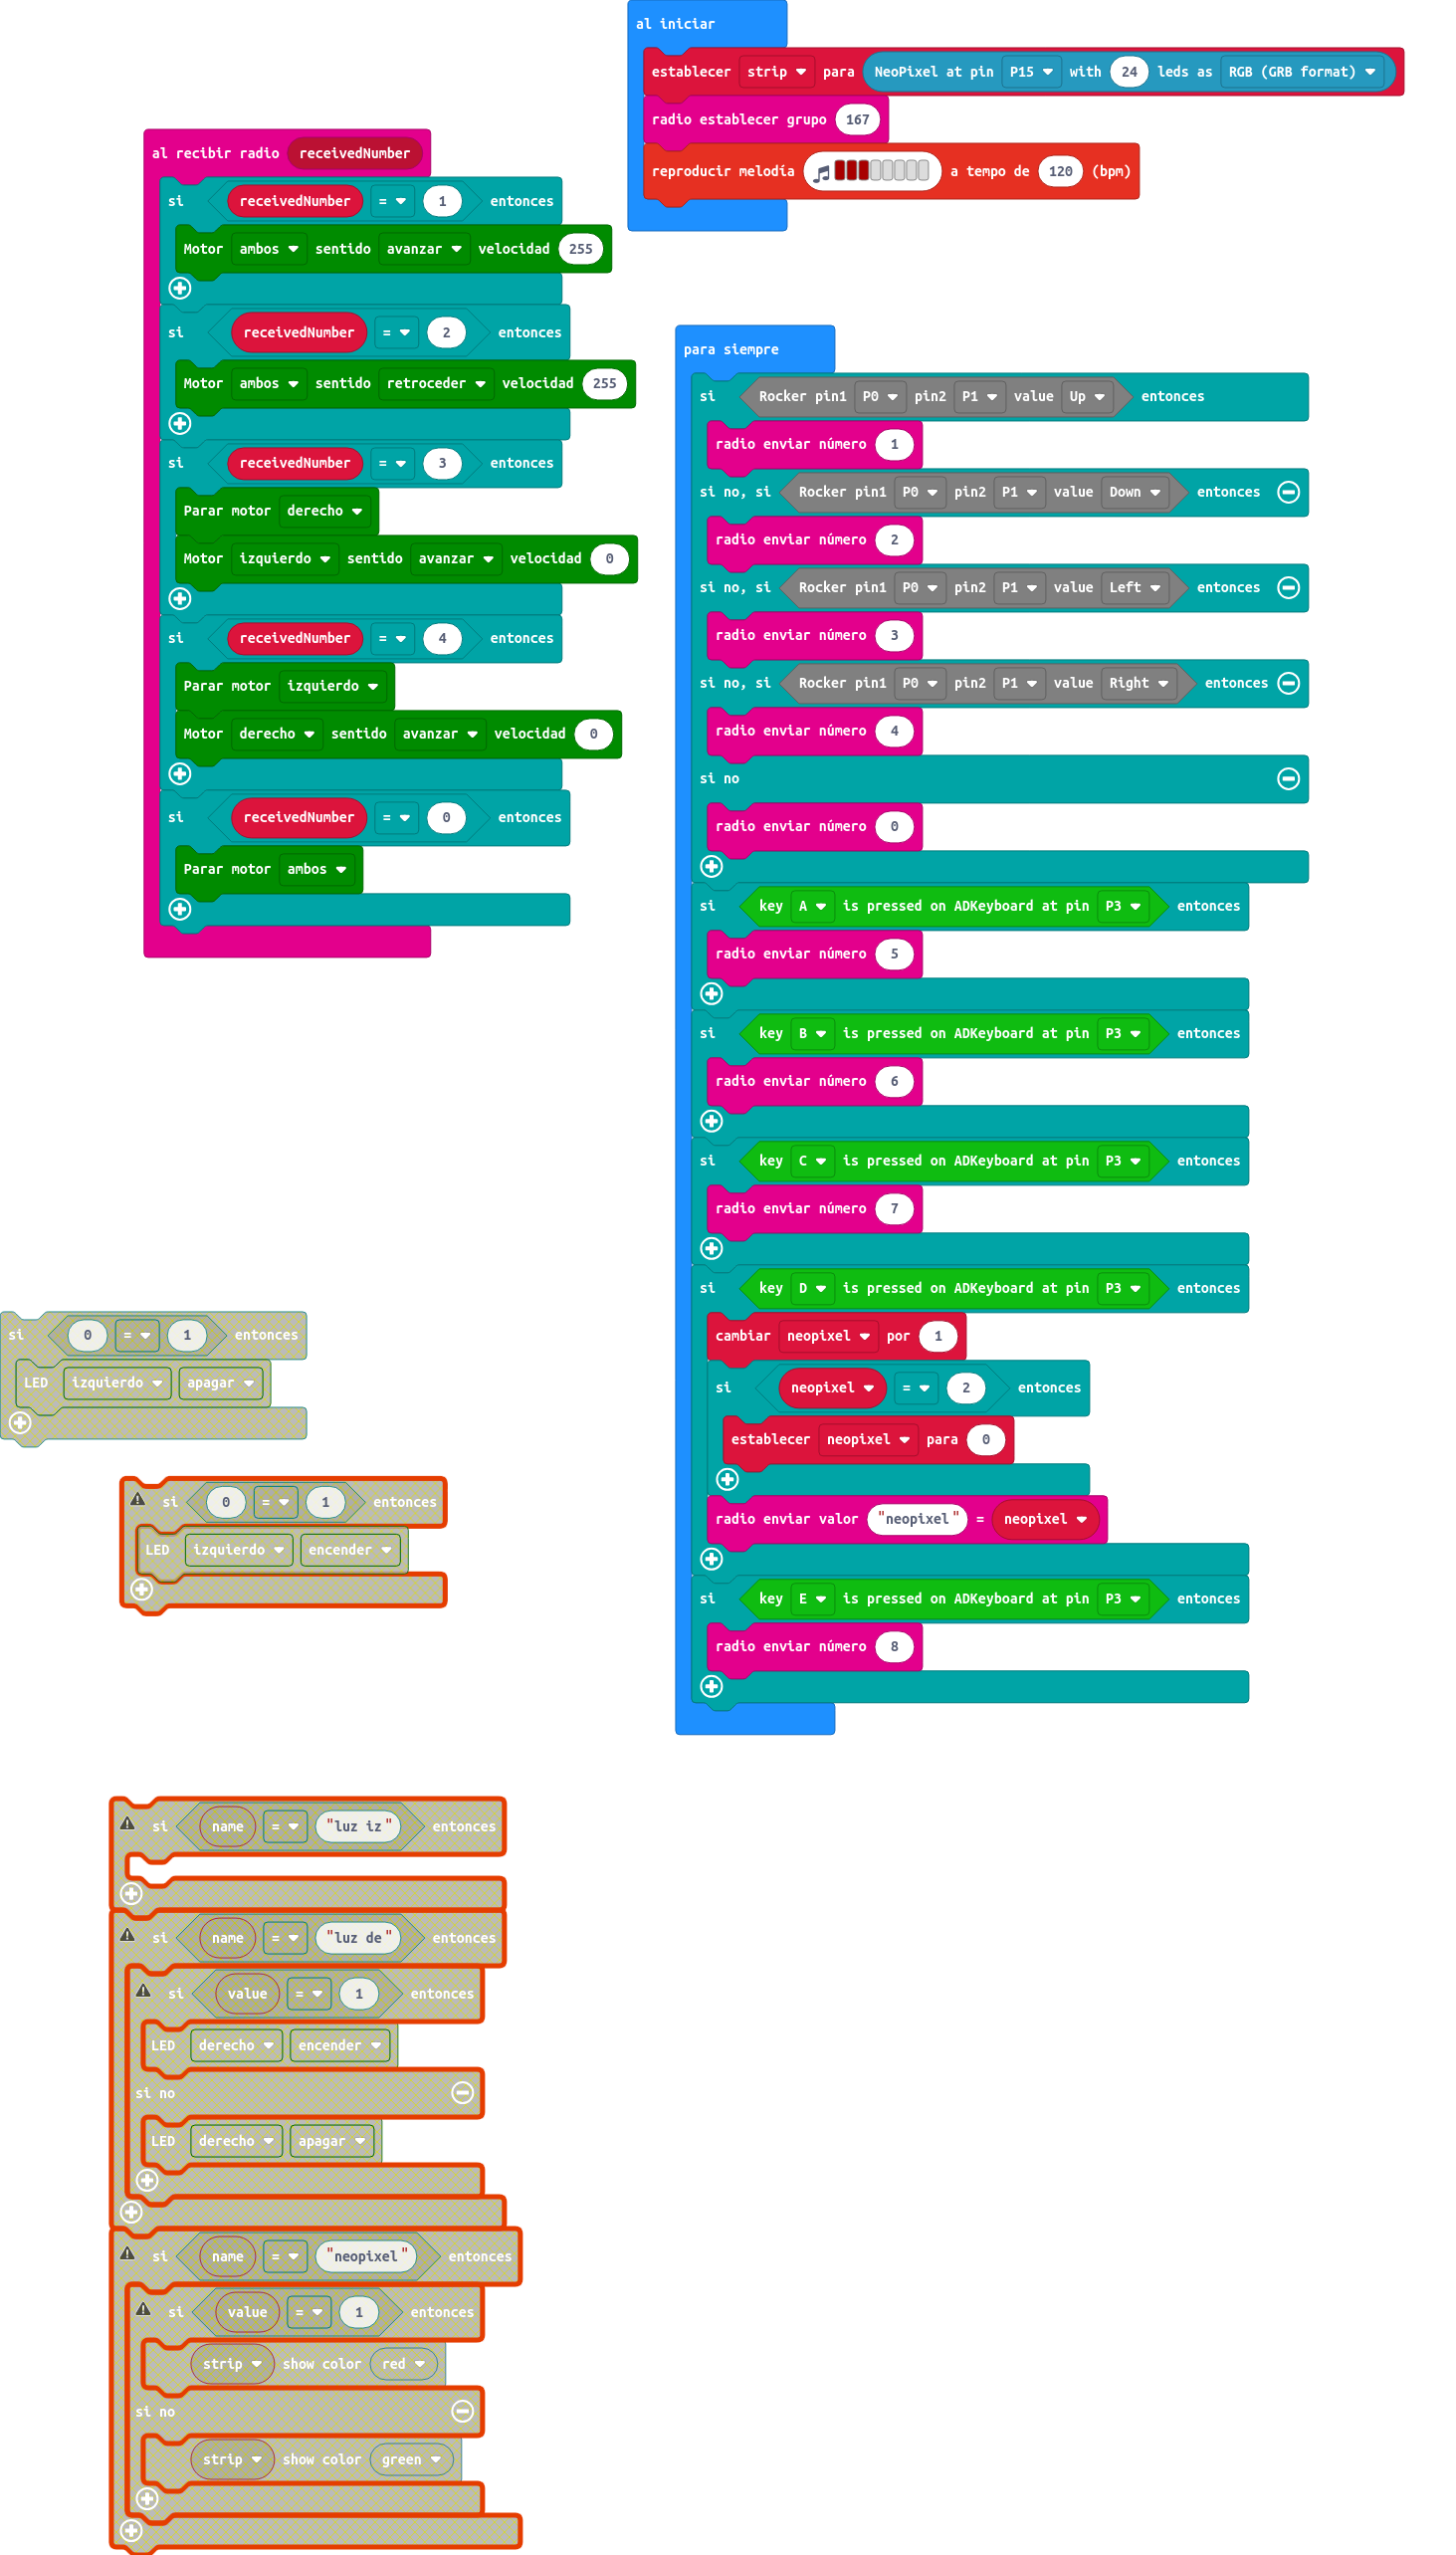 al iniciar
establecer strip para NeoPixel at pin P15 with 24 leds as RGB (GRB format)
radio establecer grupo 167
reproducir melodía a tempo de 120 (bpm)
al recibir radio receivedNumber
si receivedNumber = 1 entonces
Motor ambos sentido avanzar velocidad 255
si receivedNumber = 2 entonces
Motor ambos sentido retroceder velocidad 255
si receivedNumber = 3 entonces
Parar motor derecho
Motor izquierdo sentido avanzar velocidad 0
si receivedNumber = 4 entonces
Parar motor izquierdo
Motor derecho sentido avanzar velocidad 0
si receivedNumber = 0 entonces
Parar motor ambos
para siempre
si Rocker pin1 P0 pin2 P1 value Up entonces
radio enviar número 1
si no, si Rocker pin1 P0 pin2 P1 value Down entonces
radio enviar número 2
si no, si Rocker pin1 P0 pin2 P1 value Left entonces
radio enviar número 3
si no, si Rocker pin1 P0 pin2 P1 value Right entonces
radio enviar número 4
si no
radio enviar número 0
si key A is pressed on ADKeyboard at pin P3 entonces
radio enviar número 5
si key B is pressed on ADKeyboard at pin P3 entonces
radio enviar número 6
si key C is pressed on ADKeyboard at pin P3 entonces
radio enviar número 7
si key D is pressed on ADKeyboard at pin P3 entonces
cambiar neopixel por 1
si neopixel = 2 entonces
establecer neopixel para 0
radio enviar valor "neopixel" = neopixel
si key E is pressed on ADKeyboard at pin P3 entonces
radio enviar número 8
si 0 = 1 entonces
LED izquierdo apagar
si 0 = 1 entonces
LED izquierdo encender
si name = "luz iz" entonces
si name = "luz de" entonces
si value = 1 entonces
LED derecho encender
si no
LED derecho apagar
si name = "neopixel" entonces
si value = 1 entonces
strip show color red
si no
strip show color green